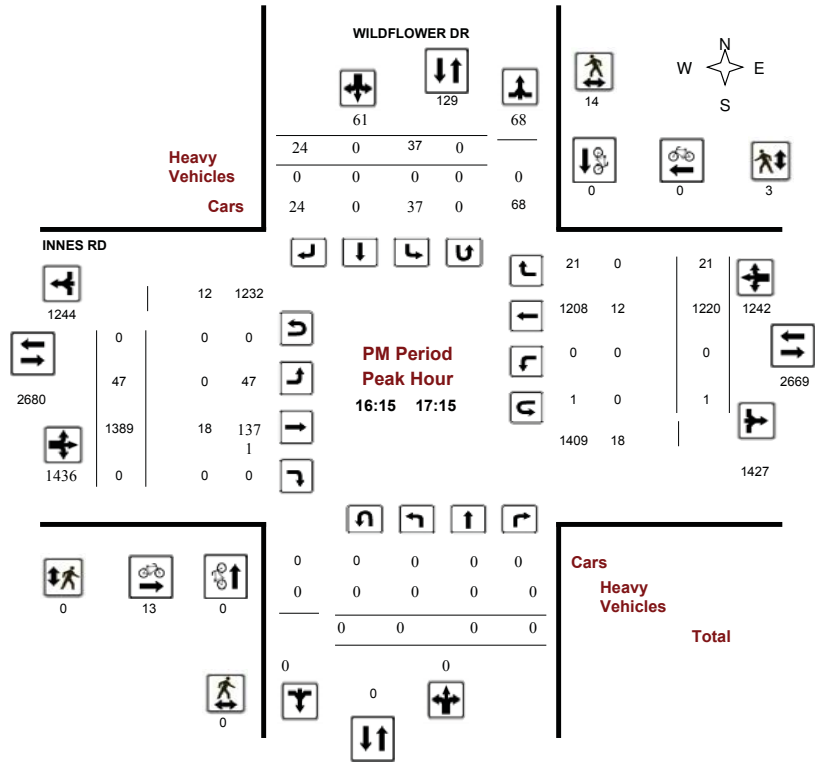 WILDFLOWER DR
N
W E
S
129
14
61 68
24 0 37 0
Heavy
Vehicles
0 0 0 0 0
0 0 3
Cars
24 0 37 0 68
INNES RD
21 0 21
12 1232
1244
1208 12 1220 1242
0 0 0
PM Period
Peak Hour
16:15 17:15
0 0 0
2669
47 0 47
2680
1 0 1
1389 18 137
1
1409 18
1436 0 0 0
1427
0 0 0 0 0
Cars
0 0 0 0 0
Heavy
Vehicles
0 13 0
0 0 0 0
Total
0 0
0
0